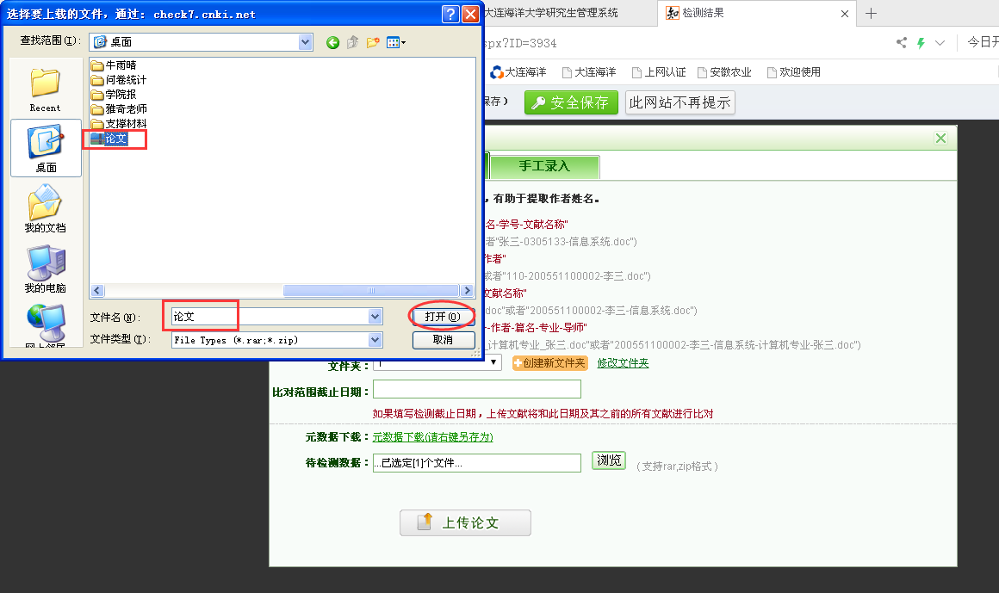 选择要上载的文件，通过: check7.cnki.net
大连海洋大学研究生管理系统
检测结果
查找范围(I):
桌面
spx?ID=3934
今日开
牛雨晴
问卷统计
学院报
雅奇老师
支撑材料
论文
Recent
桌面
我的文档
我的电脑
网上邻居
大连海洋
大连海洋
上网认证
安徽农业
欢迎使用
保存）
安全保存
此网站不再提示
手工录入
，有助于提取作者姓名。
名-学号-文献名称"
者"张三-0305133-信息系统.doc")
作者"
或者"110-200551100002-李三.doc")
文献名称"
.doc"或者"200551100002-李三-信息系统.doc")
-作者-篇名-专业-导师"
_计算机专业_张三.doc"或者"200551100002-李三-信息系统-计算机专业-张三.doc")
文件名(N):
论文
打开(O)
文件类型(T):
File Types (*.rar;*.zip)
取消
文件夹：
创建新文件夹
修改文件夹
比对范围截止日期：
如果填写检测截止日期，上传文献将和此日期及其之前的所有文献进行比对
元数据下载：
元数据下载(请右键另存为)
待检测数据：
...已选定[1]个文件...
浏览
（支持rar,zip格式）
上传论文